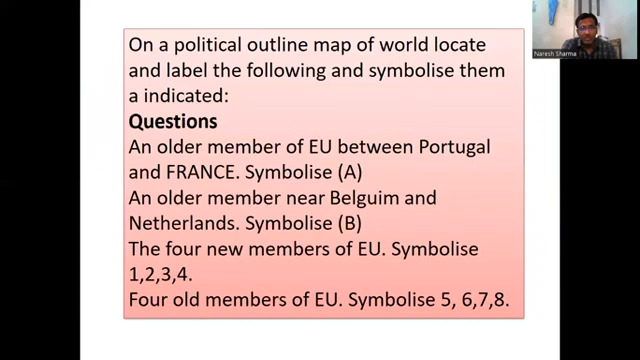 On a political outline map of world locate
and label the following and symbolise them
a indicated:
Questions
An older member of EU between Portugal
and FRANCE. Symbolise (A)
An older member near Belguim and
Netherlands. Symbolise (B)
The four new members of EU. Symbolise
1,2,3,4.
Four old members of EU. Symbolise 5, 6,7,8.
Naresh Sharma